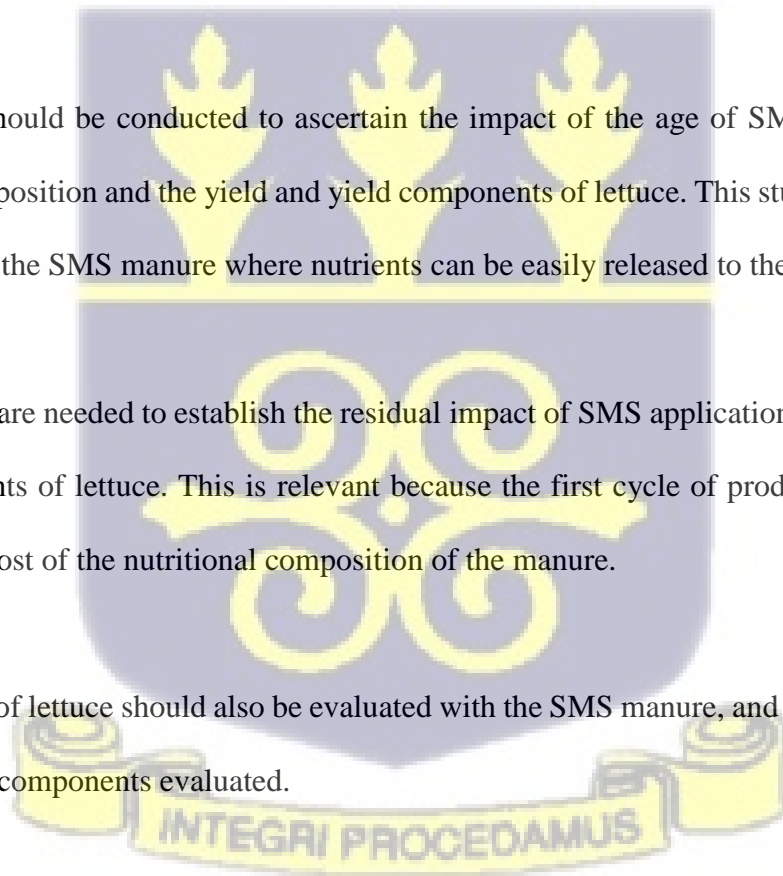 hould be conducted to ascertain the impact of the age of SM
position and the yield and yield components of lettuce. This stu
the SMS manure where nutrients can be easily released to the
are needed to establish the residual impact of SMS application
nts of lettuce. This is relevant because the first cycle of prod
ost of the nutritional composition of the manure.
of lettuce should also be evaluated with the SMS manure, and
components evaluated.
INTEGRI PROCEDAMUS